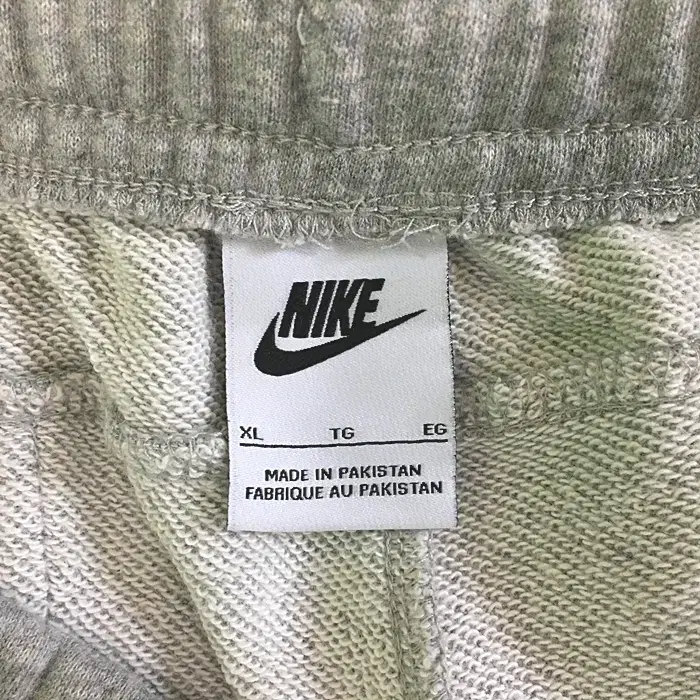 NIKE
XL TG EG
MADE IN PAKISTAN
FABRIQUE AU PAKISTAN